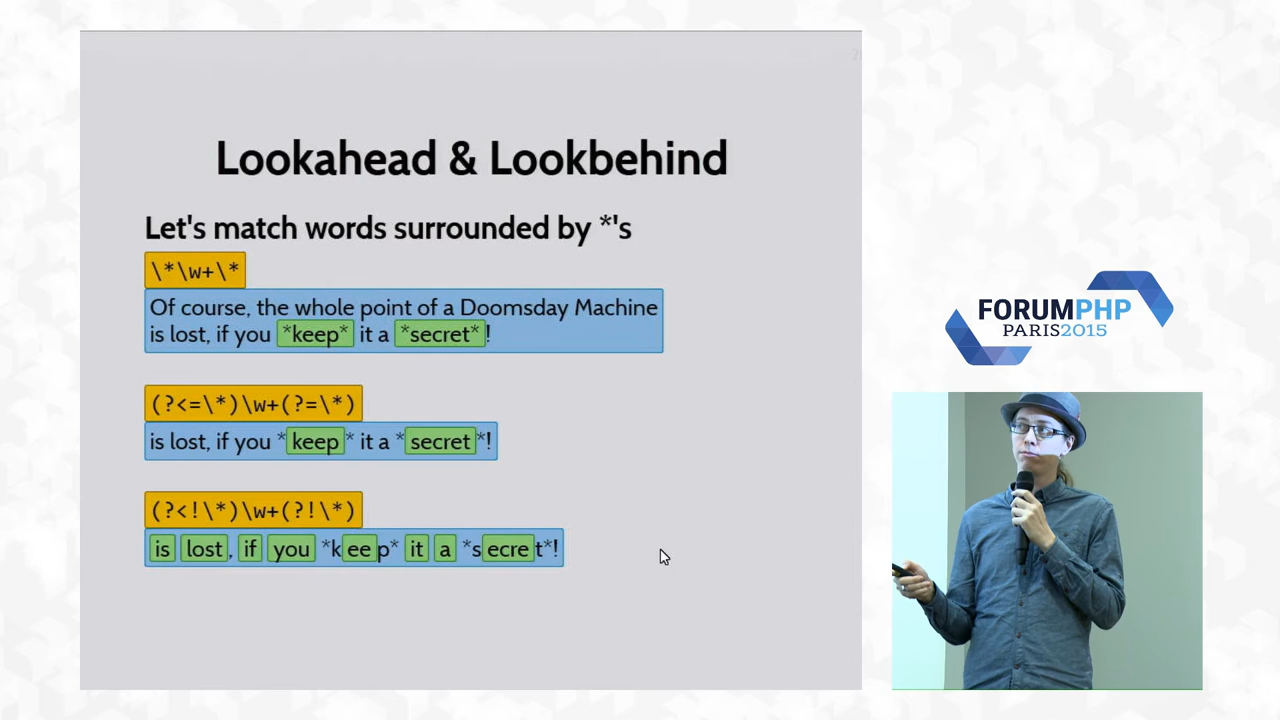 Lookahead & Lookbehind
Let's match words surrounded by *'s
\*\w+\*
Of course, the whole point of a Doomsday Machine
is lost, if you *keep* it a *secret*!
(?<=\*)\w+(?=\*)
is lost, if you *keep* it a *secret*!
(?<!\*)\w+(?!\*)
is lost, if you *keep* it a *secret*!
FORUMPHP
PARIS2015